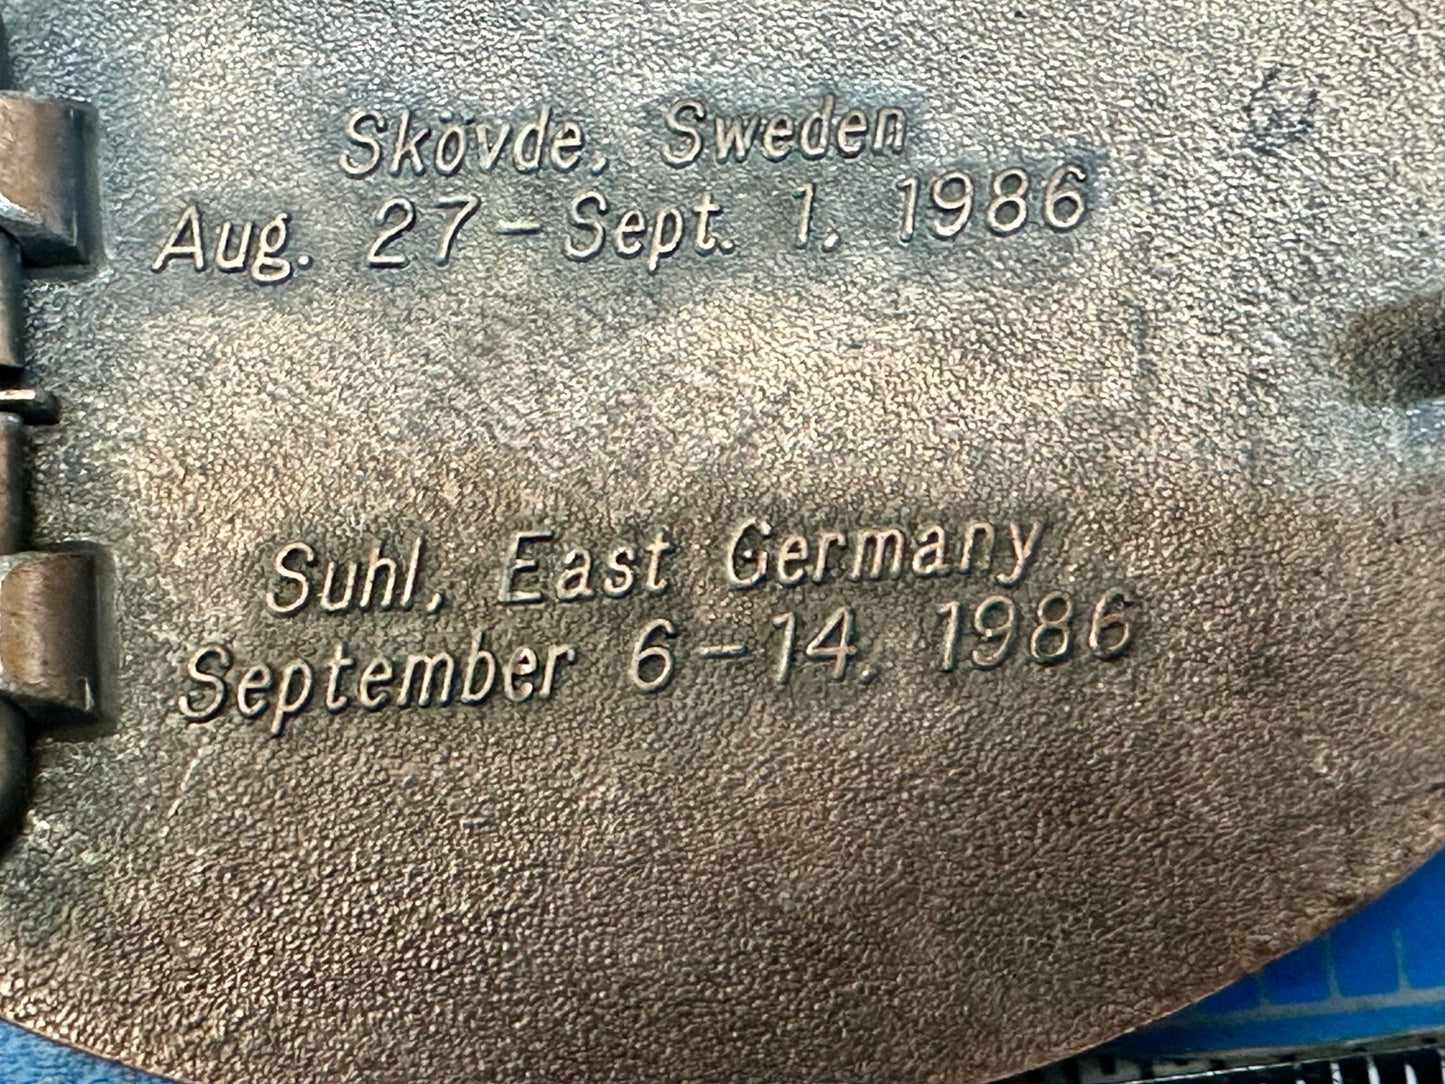 Skövde, Sweden
Aug. 27-Sept. 1, 1986
Suhl, East Germany
September 6-14, 1986